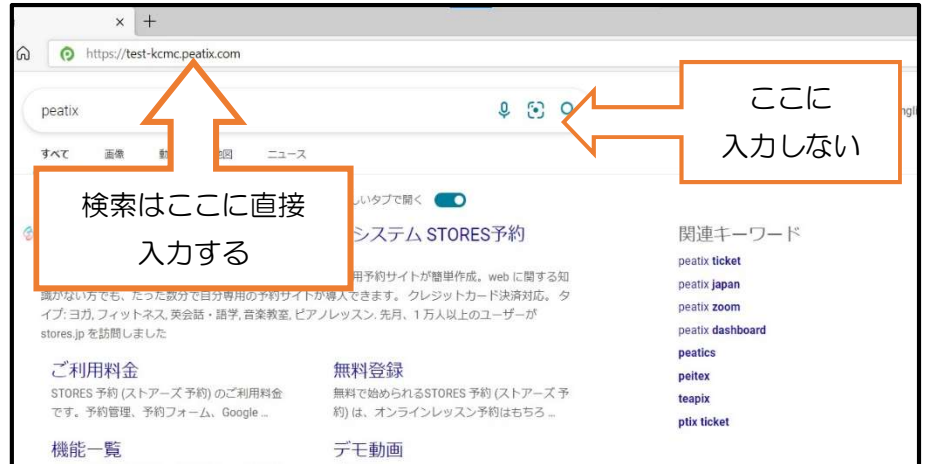 https://test-kcmc.peatix.com
peatix
ここに
入力しない
すべて 画像 ニュース
検索はここに直接
入力する
しいタブで開く
システム STORES予約
用予約サイトが簡単作成。web に関する知
識がない方でも、たった数分で自分専用の予約サイトが導入できます。 クレジットカード決済対応。 タ
イプ: ヨガ, フィットネス, 英会話・語学, 音楽教室, ピアノレッスン. 先月、1 万人以上のユーザーが
stores.jp を訪問しました
ご利用料金
STORES 予約 (ストアーズ 予約) のご利用料金
です。予約管理、予約フォーム、Google ...
無料登録
無料で始められるSTORES 予約 (ストアーズ 予
約) は、オンラインレッスン予約はもちろ ...
機能一覧
デモ動画
関連キーワード
peatix ticket
peatix japan
peatix zoom
peatix dashboard
peatics
peitex
teapix
ptix ticket